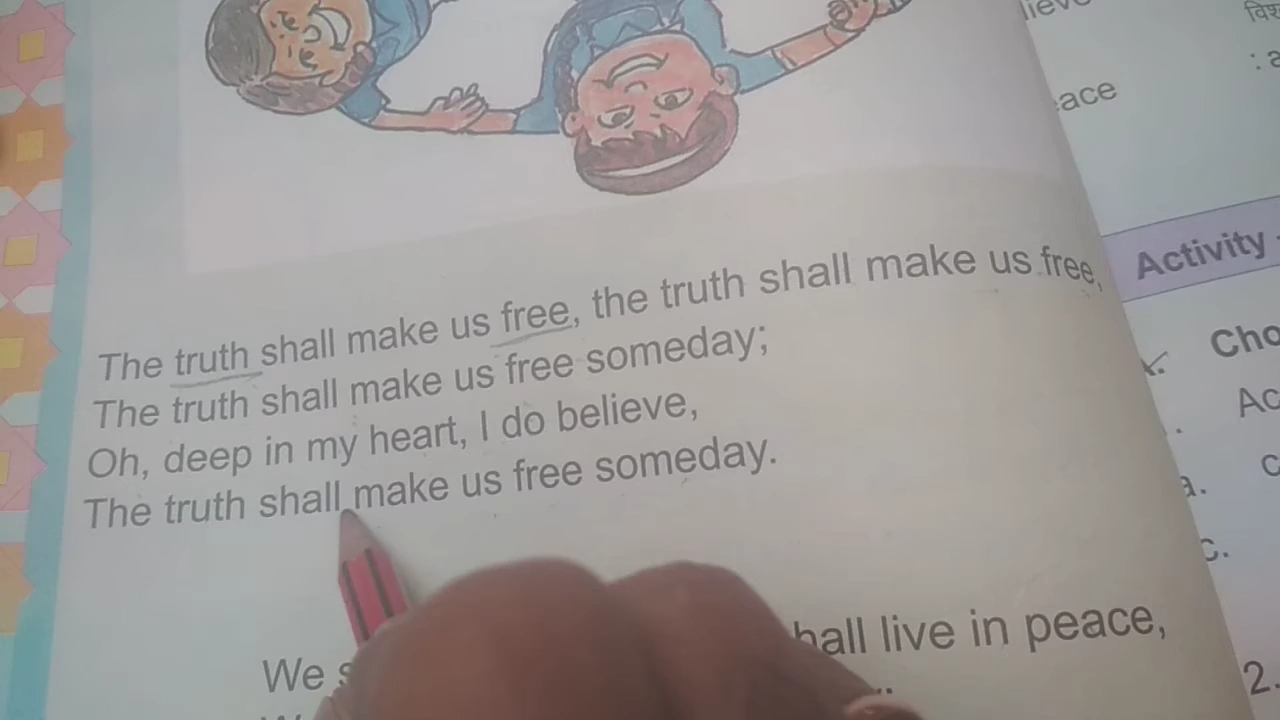 The truth shall make us free, the truth shall make us free,
The truth shall make us free someday;
Oh, deep in my heart, I do believe,
The truth shall make us free someday.
We
hall live in peace,
lieve
ace
Activity
Cho
Ac
a.
c.
2.